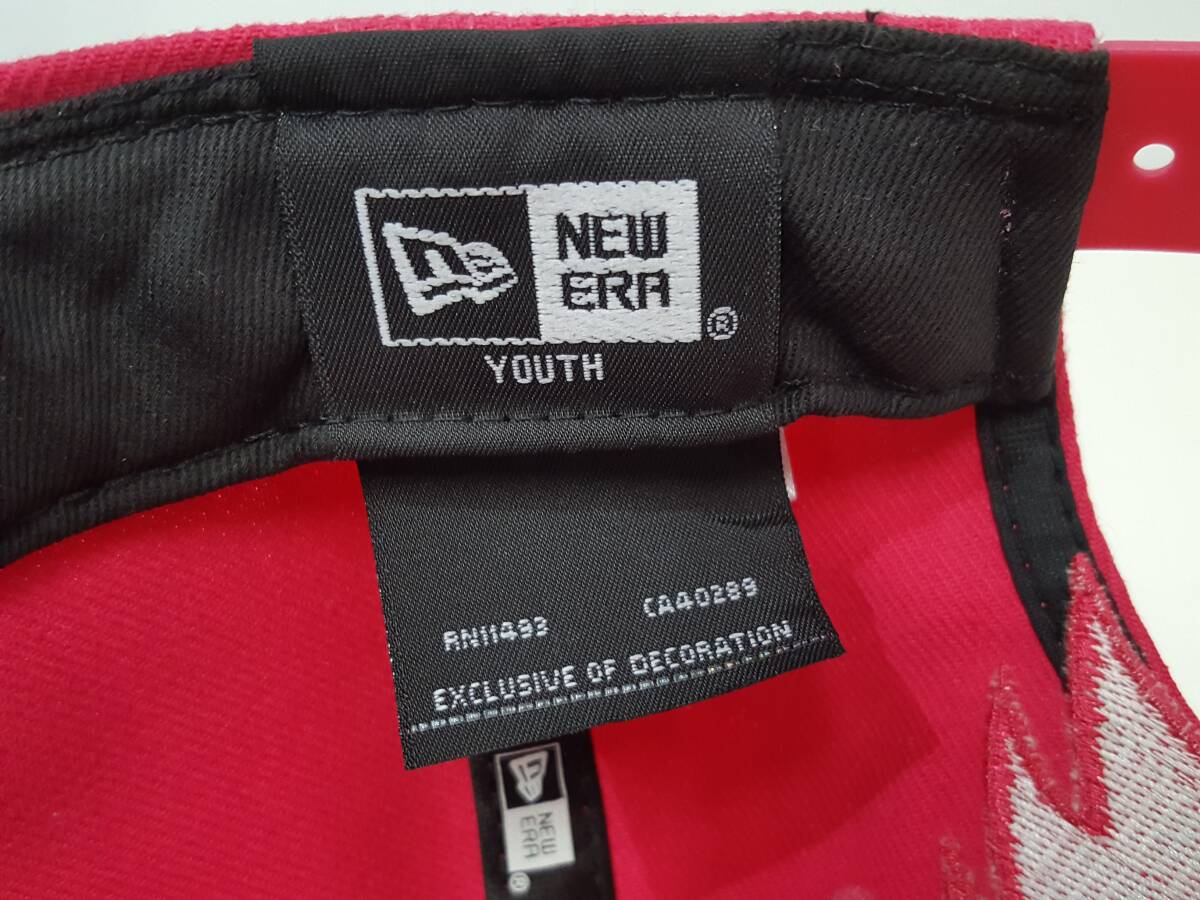 NEW
ERA
®
YOUTH
RN11493 CA40289
EXCLUSIVE OF DECORATION
NEW
ERA
®